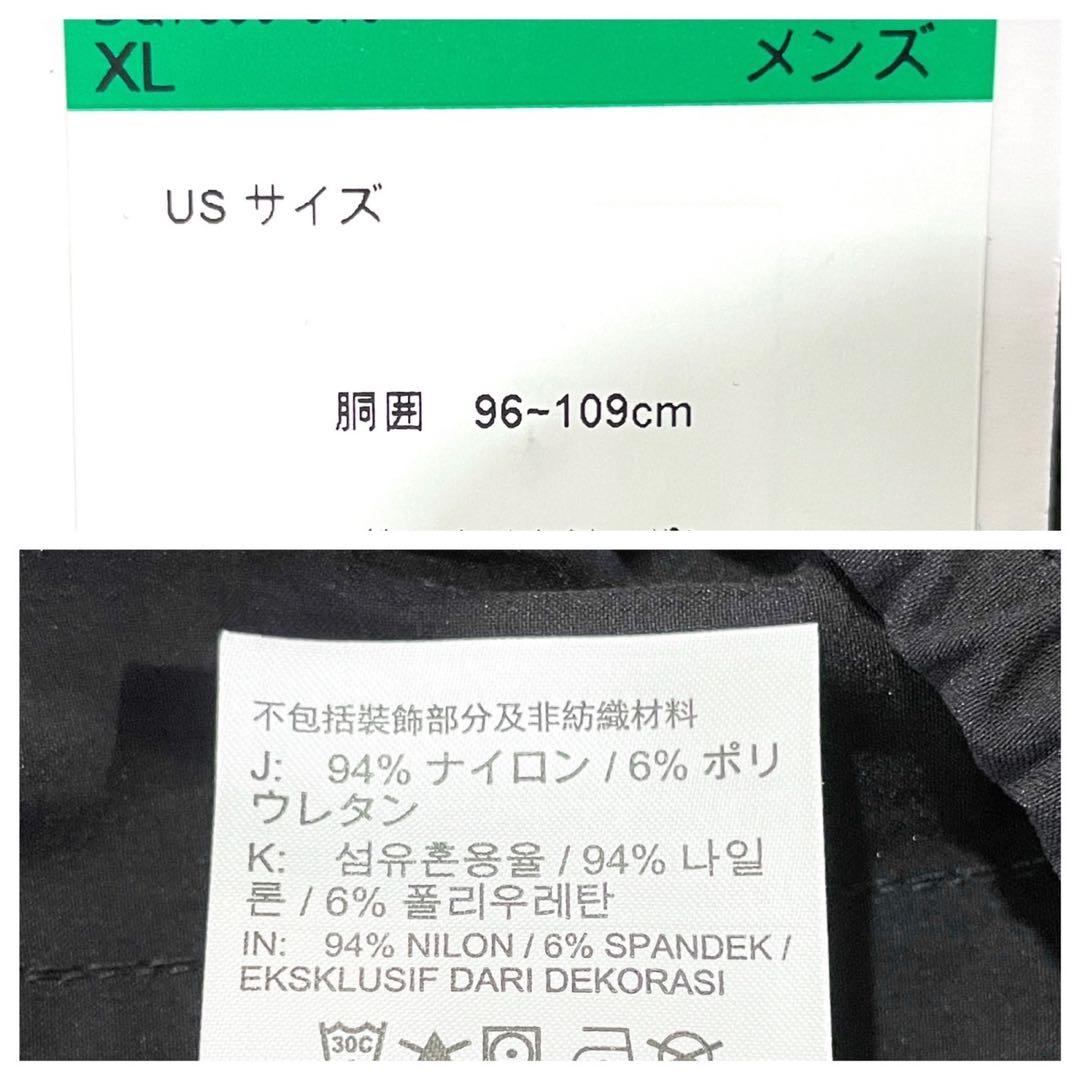 XL メンズ
US サイズ
胴囲 96~109cm
不包括裝飾部分及非紡織材料
J: 94% ナイロン / 6% ポリ
ウレタン
K: 섬유혼용율 / 94% 나일
론 / 6% 폴리우레탄
IN: 94% NILON / 6% SPANDEK /
EKSKLUSIF DARI DEKORASI
30C